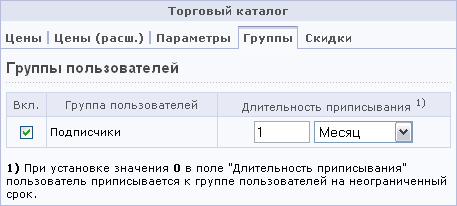 Торговый каталог
Цены | Цены (расш.) | Параметры | Группы | Скидки
Группы пользователей
Вкл. Группа пользователей Длительность приписывания 1)
Подписчики 1 Месяц
1) При установке значения 0 в поле "Длительность приписывания"
пользователь приписывается к группе пользователей на неограниченный
срок.